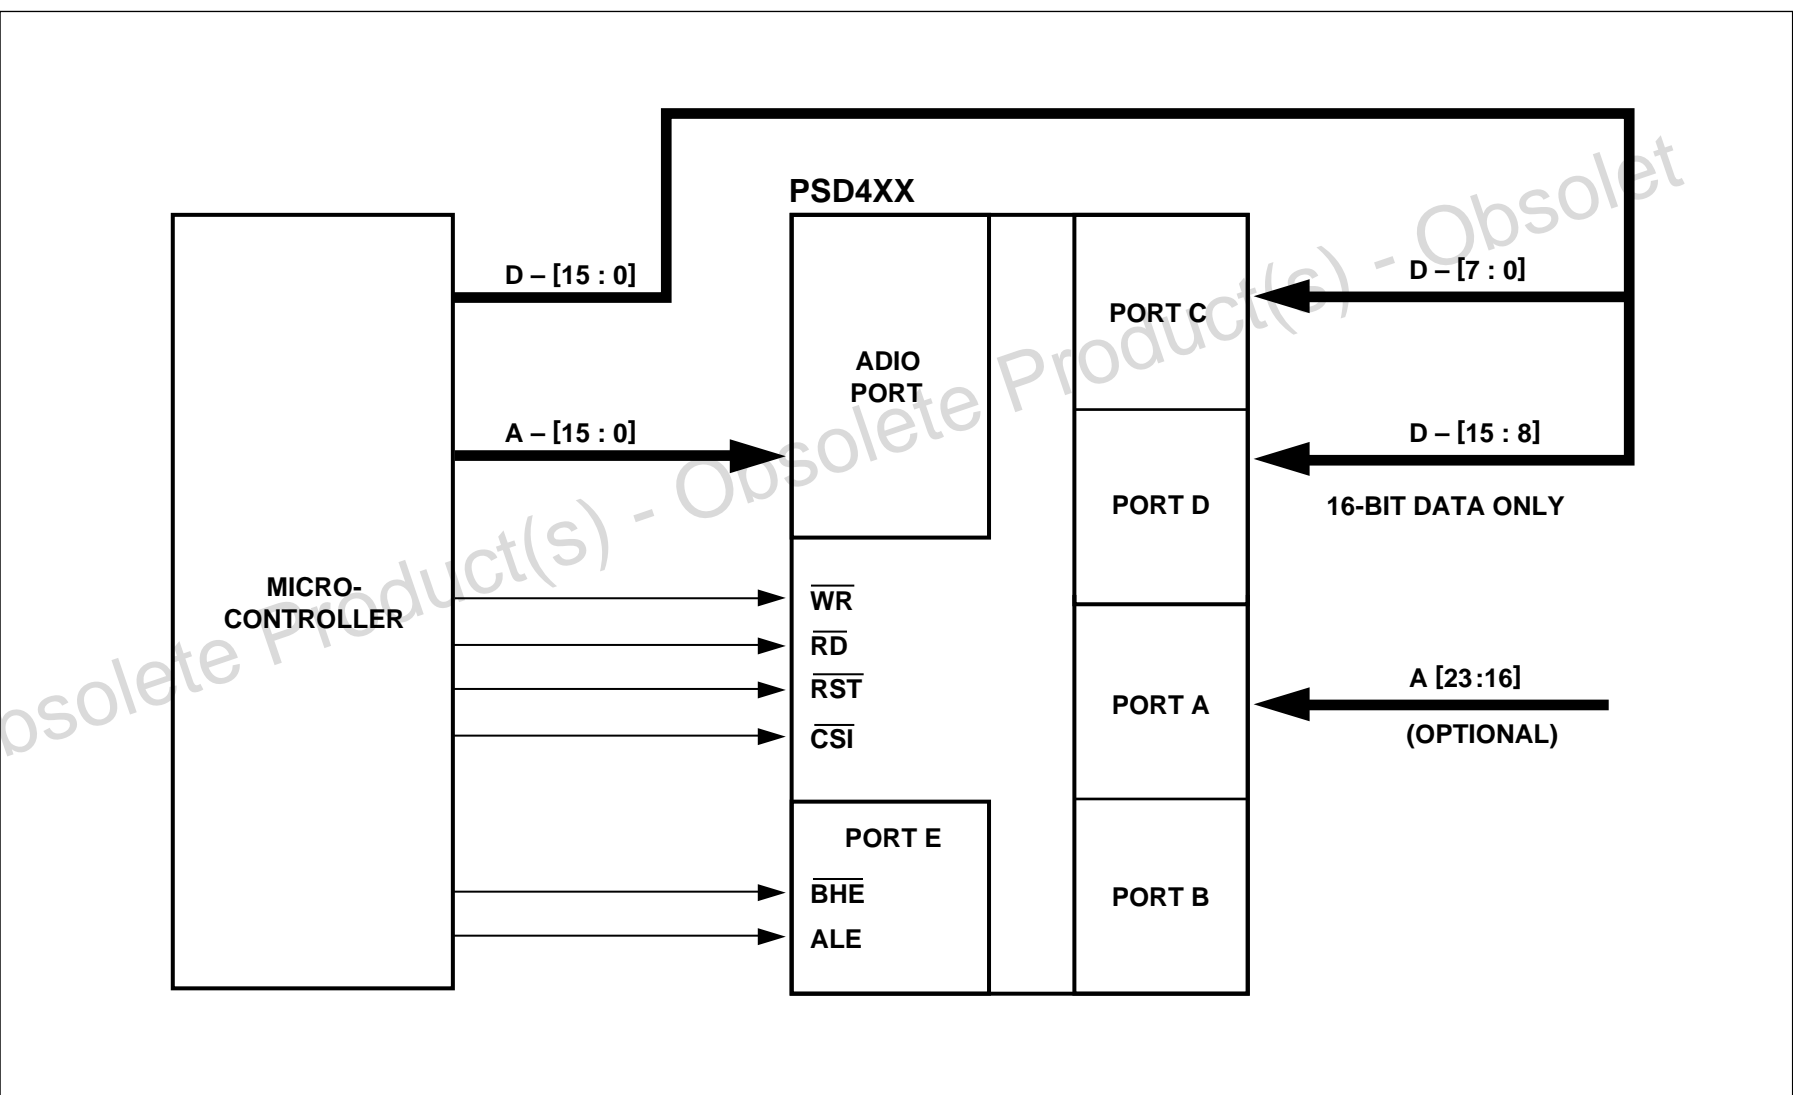 PSD4XX
D – [15 : 0]
D – [7 : 0]
PORT C
ADIO
PORT
A – [15 : 0]
D – [15 : 8]
PORT D
16-BIT DATA ONLY
MICRO-
CONTROLLER
WR
RD
RST
CSI
A [23:16]
PORT A
(OPTIONAL)
PORT E
BHE
ALE
PORT B
bsolete Product(s) - Obsolete Product(s) - Obsolet